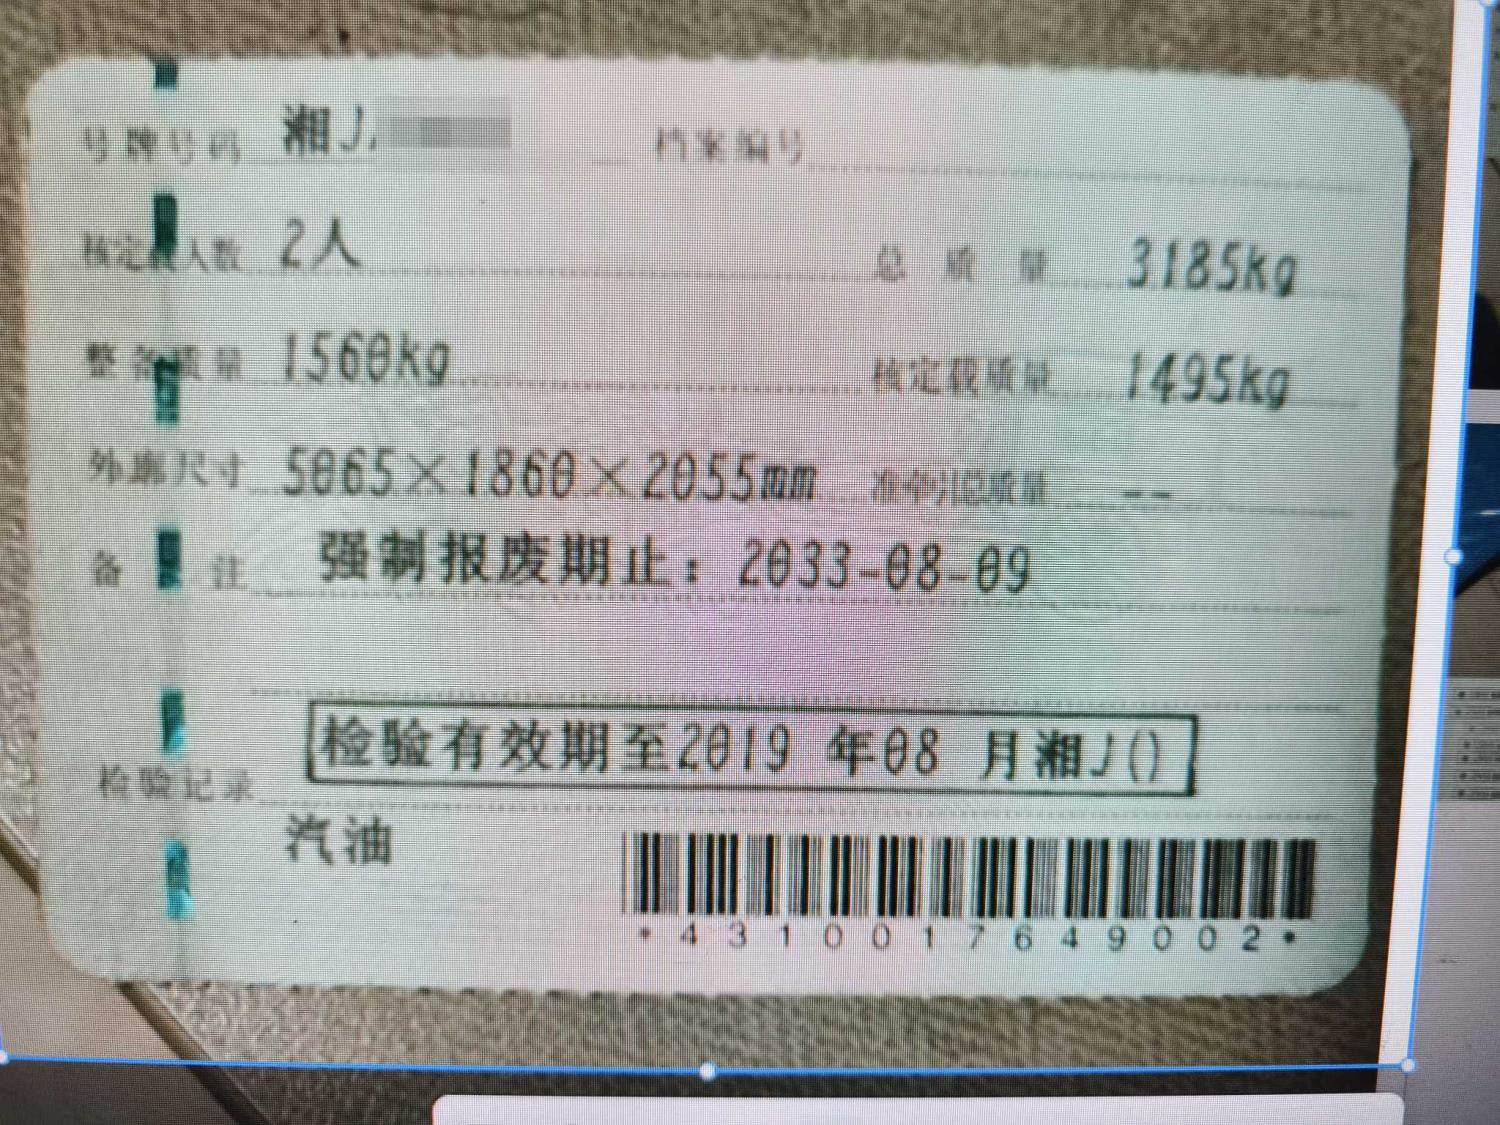 号牌号码 湘J 档案编号
核定载人数 2人 总质量 3185kg
整备质量 1560kg 核定载质量 1495kg
外廓尺寸 5065×1860×2055mm 准牵引总质量 --
备注 强制报废期止：2033-08-09
检验有效期至2019 年08 月湘J()
检验记录
汽油
*4310017649002*